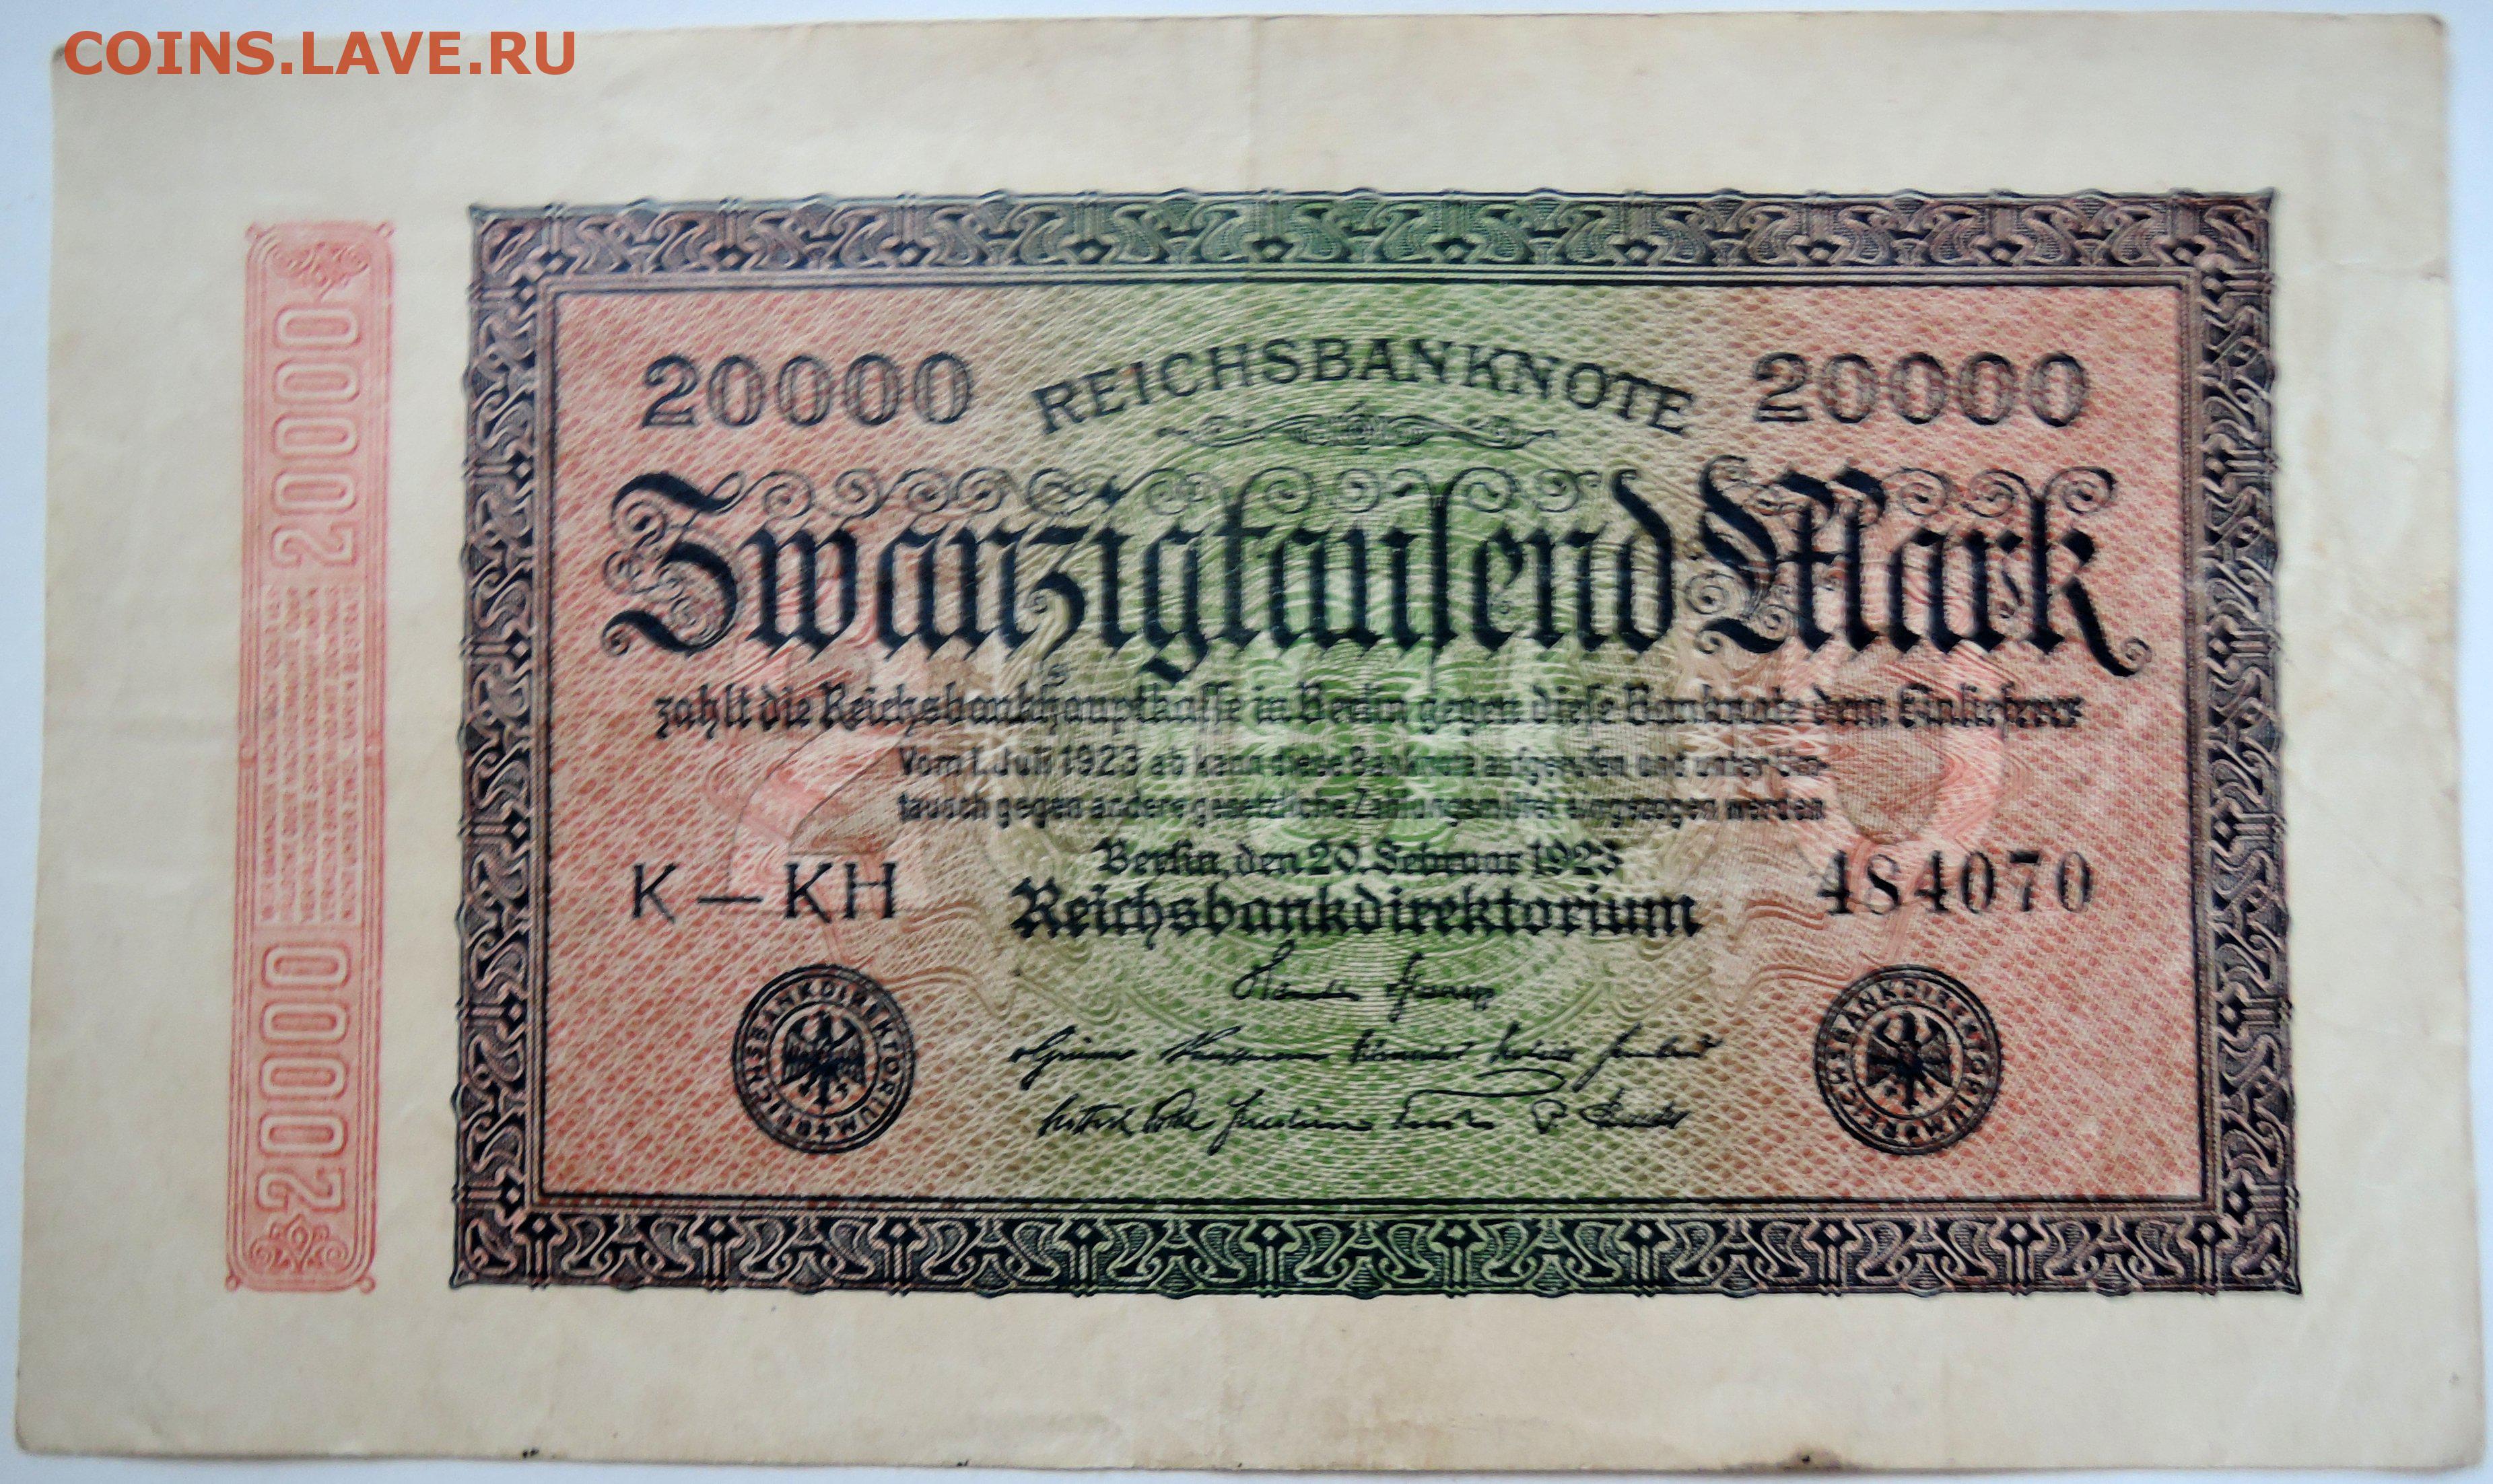 COINS.LAVE.RU
20000
20000
20000 REICHSBANKNOTE 20000
Zwanzigtausend Mark
zahlt die Reichsbankhauptkasse in Berlin gegen diese Banknote dem Einlieferer
Vom 1. Juli 1923 ab kann diese Banknote aufgerufen und unter Um-
tausch gegen andere gesetzliche Zahlungsmittel eingezogen werden
Berlin, den 20. Februar 1923
K — KH
484070
Reichsbankdirektorium
REICHSBANKDIREKTORIUM
REICHSBANKDIREKTORIUM